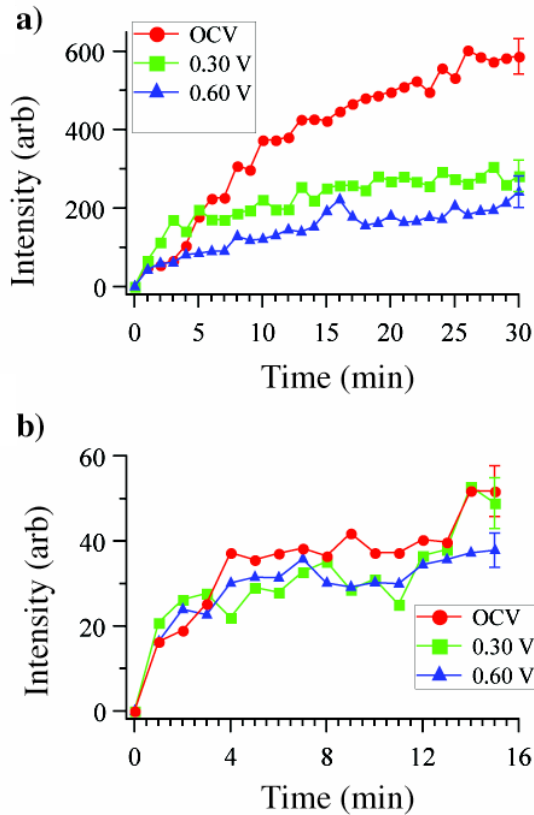 a)
OCV
0.30 V
0.60 V
600
400
200
0
Intensity (arb)
0 5 10 15 20 25 30
Time (min)
b)
60
40
20
0
Intensity (arb)
OCV
0.30 V
0.60 V
0 4 8 12 16
Time (min)